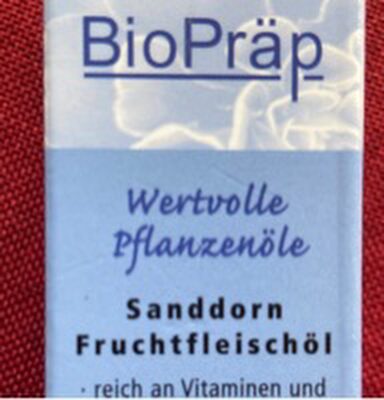 BioPräp
Wertvolle
Pflanzenöle
Sanddorn
Fruchtfleischöl
· reich an Vitaminen und